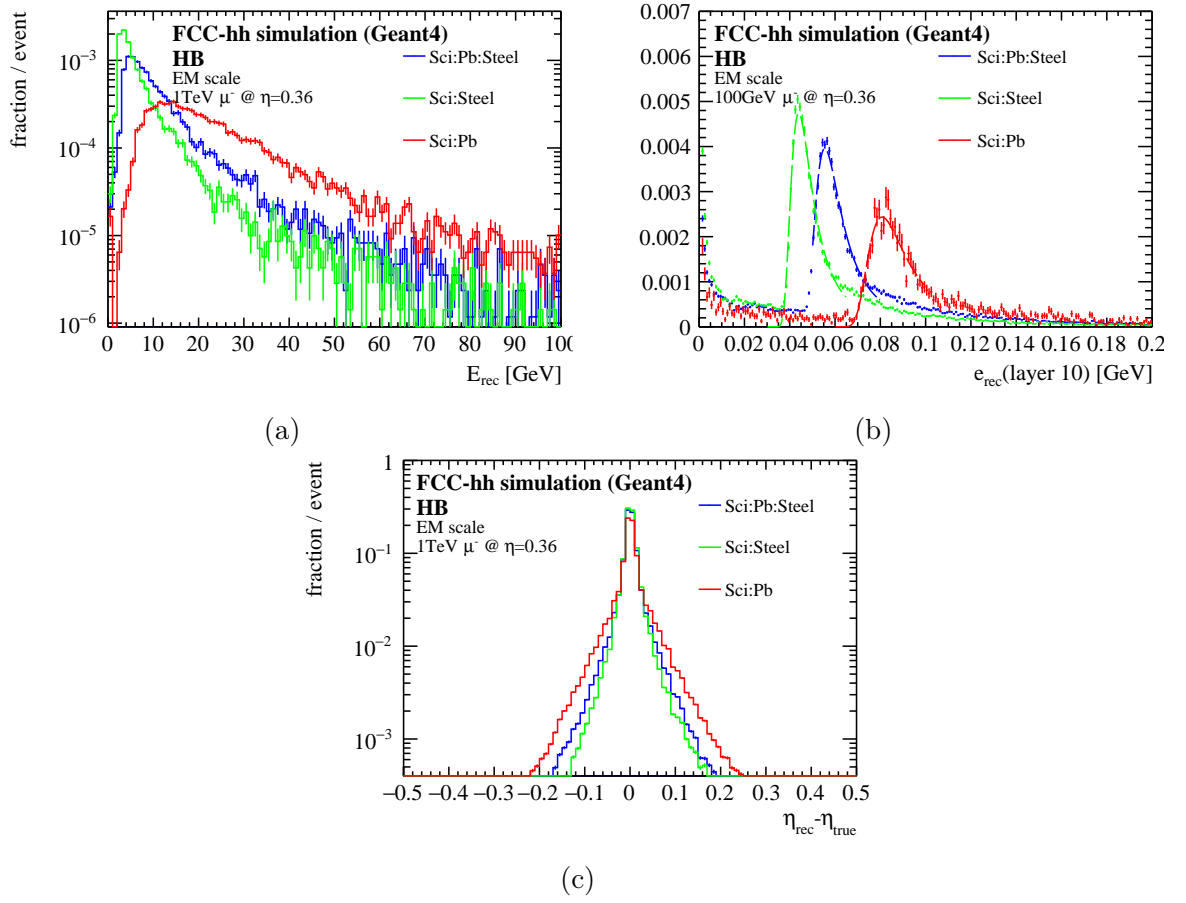 fraction / event
FCC-hh simulation (Geant4)
HB
EM scale
1TeV μ⁻ @ η=0.36
Sci:Pb:Steel
Sci:Steel
Sci:Pb
10⁻³
10⁻⁴
10⁻⁵
10⁻⁶
0 10 20 30 40 50 60 70 80 90 100
E_rec [GeV]
(a)
FCC-hh simulation (Geant4)
HB
EM scale
100GeV μ⁻ @ η=0.36
Sci:Pb:Steel
Sci:Steel
Sci:Pb
0.007
0.006
0.005
0.004
0.003
0.002
0.001
0
0 0.02 0.04 0.06 0.08 0.1 0.12 0.14 0.16 0.18 0.2
e_rec(layer 10) [GeV]
(b)
fraction / event
FCC-hh simulation (Geant4)
HB
EM scale
1TeV μ⁻ @ η=0.36
Sci:Pb:Steel
Sci:Steel
Sci:Pb
1
10⁻¹
10⁻²
10⁻³
−0.5 −0.4 −0.3 −0.2 −0.1 0 0.1 0.2 0.3 0.4 0.5
η_rec-η_true
(c)